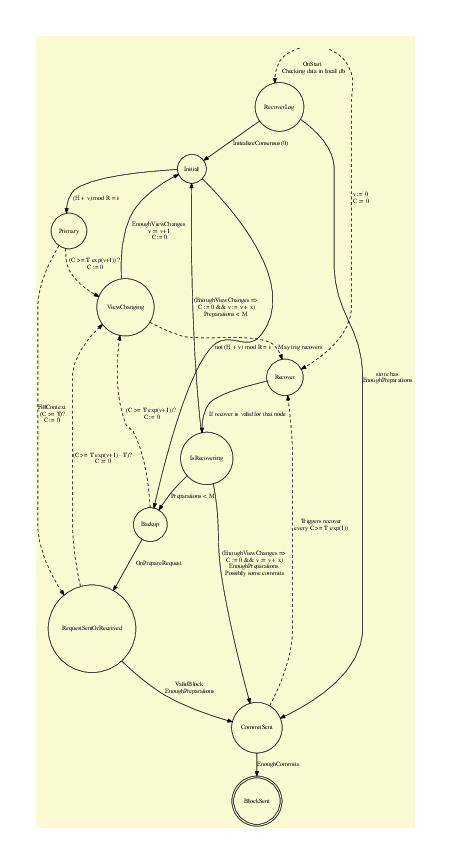 OnStart
Checking data in local db
RecoverLog
InitializeConsensus(0)
Initial
v := 0
C := 0
(H + v) mod R = i
Primary
EnoughViewChanges
v := v+1
C := 0
(C >= T exp(v+1))?
C := 0
ViewChanging
(EnoughViewChanges =>
C := 0 && v := v + x)
Preparations < M
not (H + v) mod R = i
May trig recovers
Recover
store has
EnoughPreparations
FillContext
(C >= T)?
C := 0
(C >= T exp(v+1))?
C := 0
If recover is valid for that node
(C >= T exp(v+1) - T)?
C := 0
IsRecovering
Preparations < M
Backup
Triggers recover
every C >= T exp(1))
OnPrepareRequest
(EnoughViewChanges =>
C := 0 && v := v + x)
EnoughPreparations
Possibly some commits
RequestSentOrReceived
ValidBlock
EnoughPreparations
CommitSent
EnoughCommits
BlockSent